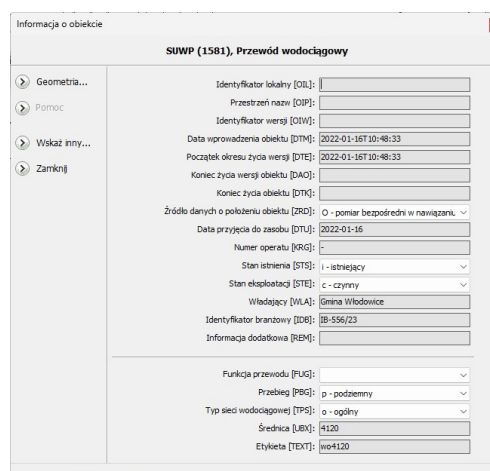 Informacja o obiekcie
SUWP (1581), Przewód wodociągowy
Geometria...
Pomoc
Wskaż inny...
Zamknij
Identyfikator lokalny [OIL]:
Przestrzeń nazw [OIP]:
Identyfikator wersji [OIW]:
Data wprowadzenia obiektu [DTM]: 2022-01-16T10:48:33
Początek okresu życia wersji [DTE]: 2022-01-16T10:48:33
Koniec życia wersji obiektu [DAO]:
Koniec życia obiektu [DTK]:
Źródło danych o położeniu obiektu [ZRD]: O - pomiar bezpośredni w nawiązaniu
Data przyjęcia do zasobu [DTU]: 2022-01-16
Numer operatu [KRG]: -
Stan istnienia [STS]: i - istniejący
Stan eksploatacji [STE]: c - czynny
Władający [WLA]: Gmina Włodowice
Identyfikator branżowy [IDB]: IB-556/23
Informacja dodatkowa [REM]:
Funkcja przewodu [FUG]:
Przebieg [PBG]: p - podziemny
Typ sieci wodociągowej [TPS]: o - ogólny
Średnica [UBX]: 4120
Etykieta [TEXT]: wo4120